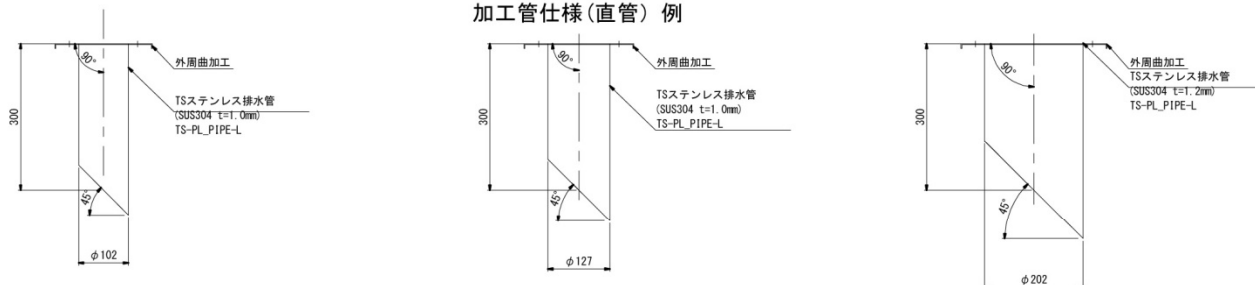 加工管仕様(直管) 例
90°
外周曲加工
TSステンレス排水管
(SUS304 t=1.0mm)
TS-PL_PIPE-L
300
45°
φ102
90°
外周曲加工
TSステンレス排水管
(SUS304 t=1.0mm)
TS-PL_PIPE-L
300
45°
φ127
90°
外周曲加工
TSステンレス排水管
(SUS304 t=1.2mm)
TS-PL_PIPE-L
300
45°
φ202